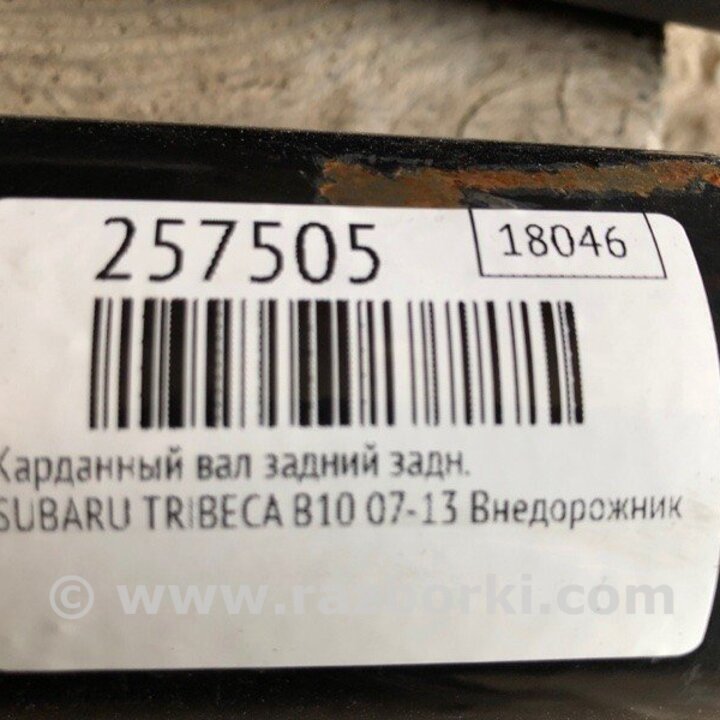 257505
18046
Карданный вал задний задн.
SUBARU TRIBECA B10 07-13 Внедорожник
© www.razborki.com